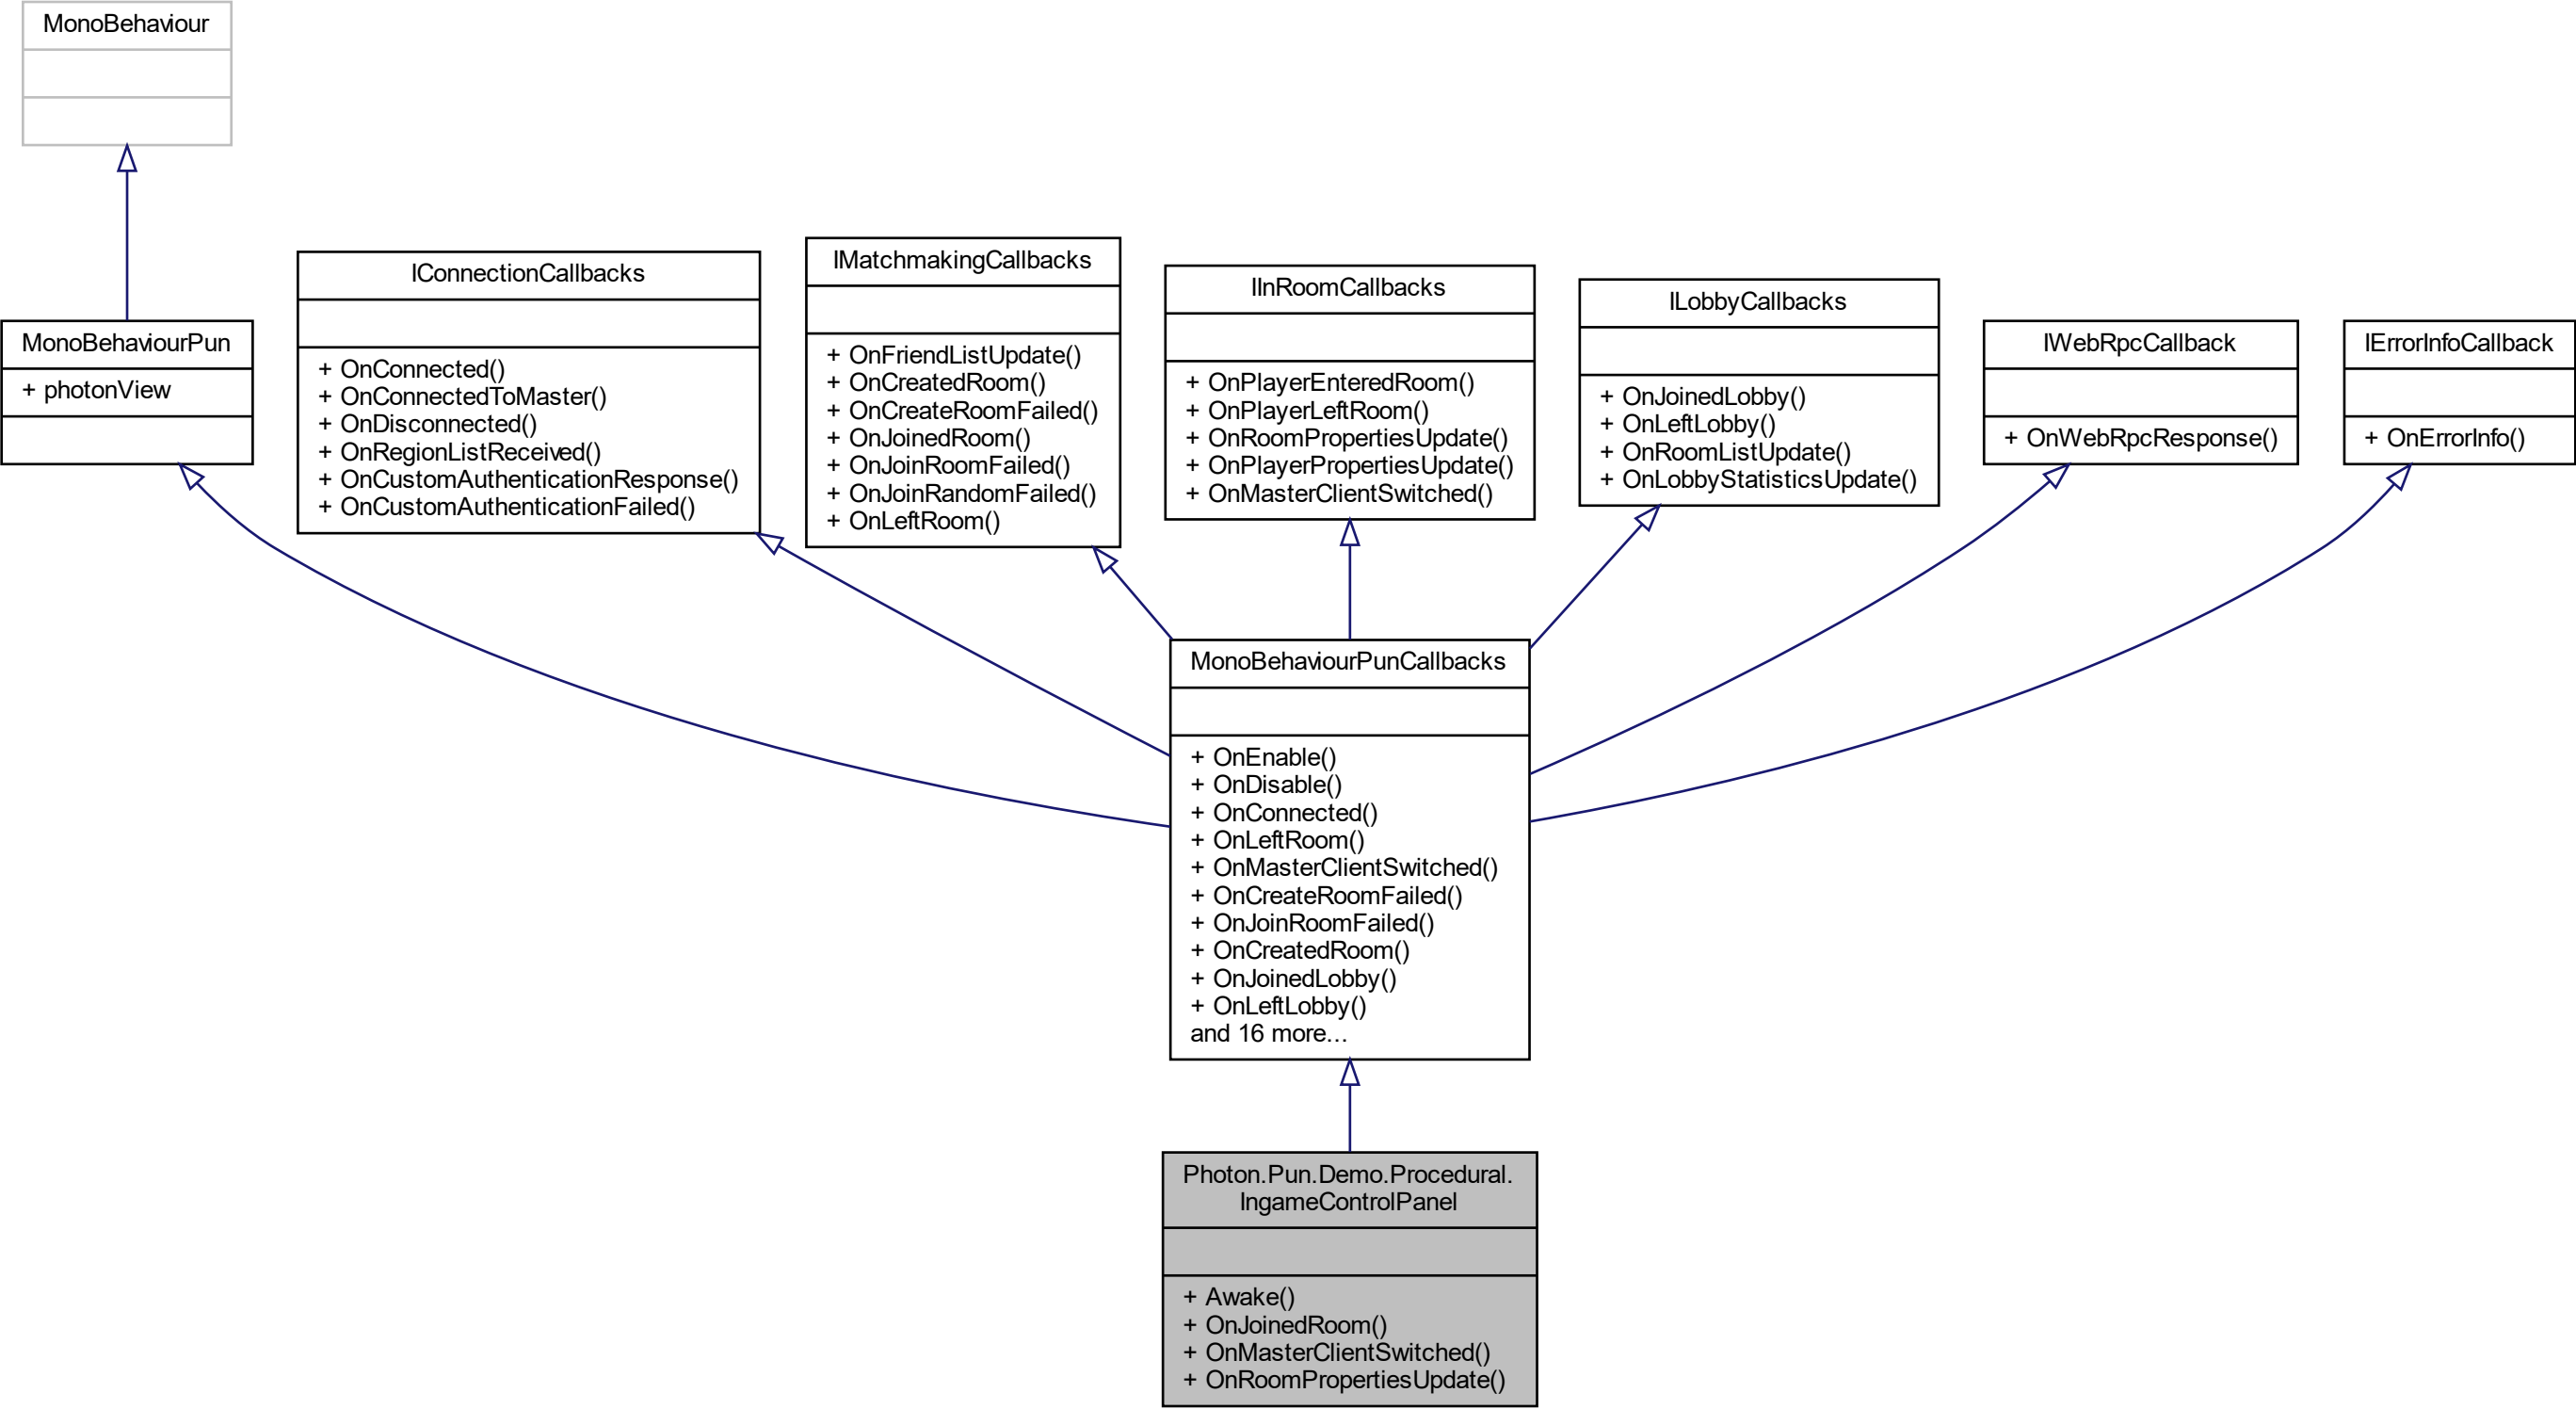 MonoBehaviour
MonoBehaviourPun
+ photonView
IConnectionCallbacks
+ OnConnected()
+ OnConnectedToMaster()
+ OnDisconnected()
+ OnRegionListReceived()
+ OnCustomAuthenticationResponse()
+ OnCustomAuthenticationFailed()
IMatchmakingCallbacks
+ OnFriendListUpdate()
+ OnCreatedRoom()
+ OnCreateRoomFailed()
+ OnJoinedRoom()
+ OnJoinRoomFailed()
+ OnJoinRandomFailed()
+ OnLeftRoom()
IInRoomCallbacks
+ OnPlayerEnteredRoom()
+ OnPlayerLeftRoom()
+ OnRoomPropertiesUpdate()
+ OnPlayerPropertiesUpdate()
+ OnMasterClientSwitched()
ILobbyCallbacks
+ OnJoinedLobby()
+ OnLeftLobby()
+ OnRoomListUpdate()
+ OnLobbyStatisticsUpdate()
IWebRpcCallback
+ OnWebRpcResponse()
IErrorInfoCallback
+ OnErrorInfo()
MonoBehaviourPunCallbacks
+ OnEnable()
+ OnDisable()
+ OnConnected()
+ OnLeftRoom()
+ OnMasterClientSwitched()
+ OnCreateRoomFailed()
+ OnJoinRoomFailed()
+ OnCreatedRoom()
+ OnJoinedLobby()
+ OnLeftLobby()
and 16 more...
Photon.Pun.Demo.Procedural.
IngameControlPanel
+ Awake()
+ OnJoinedRoom()
+ OnMasterClientSwitched()
+ OnRoomPropertiesUpdate()